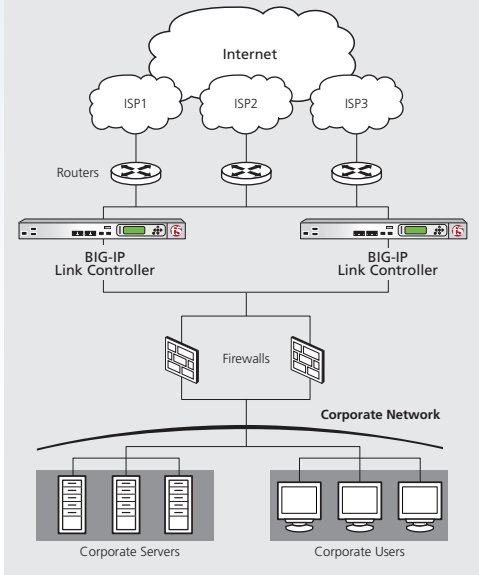 Internet
ISP1
ISP2
ISP3
Routers
BIG-IP
Link Controller
BIG-IP
Link Controller
Firewalls
Corporate Network
Corporate Servers
Corporate Users